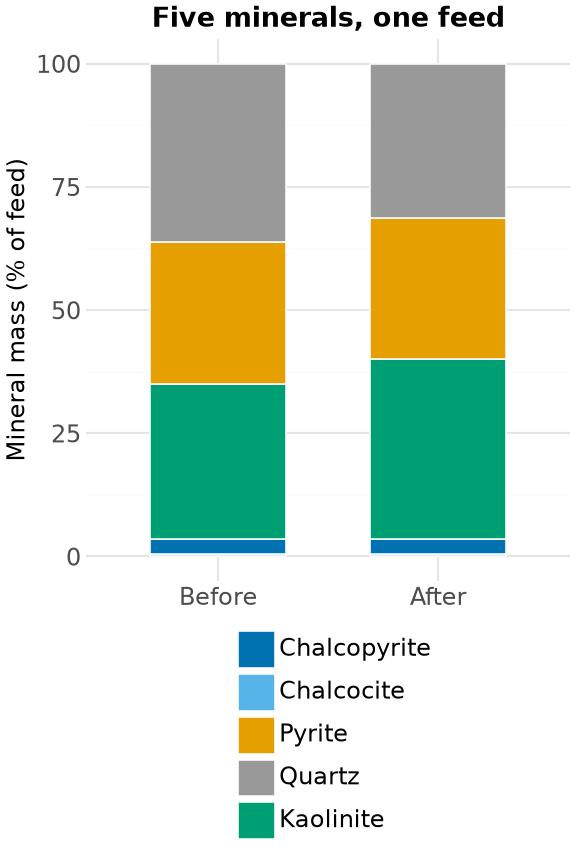 Five minerals, one feed
Mineral mass (% of feed)
100
75
50
25
0
Before
After
Chalcopyrite
Chalcocite
Pyrite
Quartz
Kaolinite